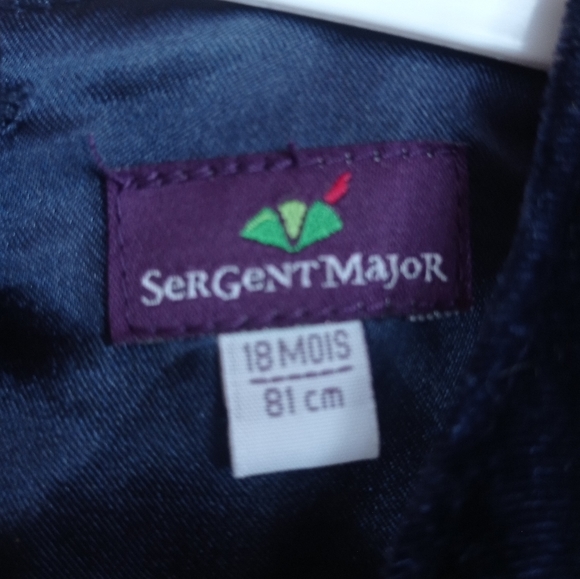 SeRGeNT MaJoR
18 MOIS
81 cm